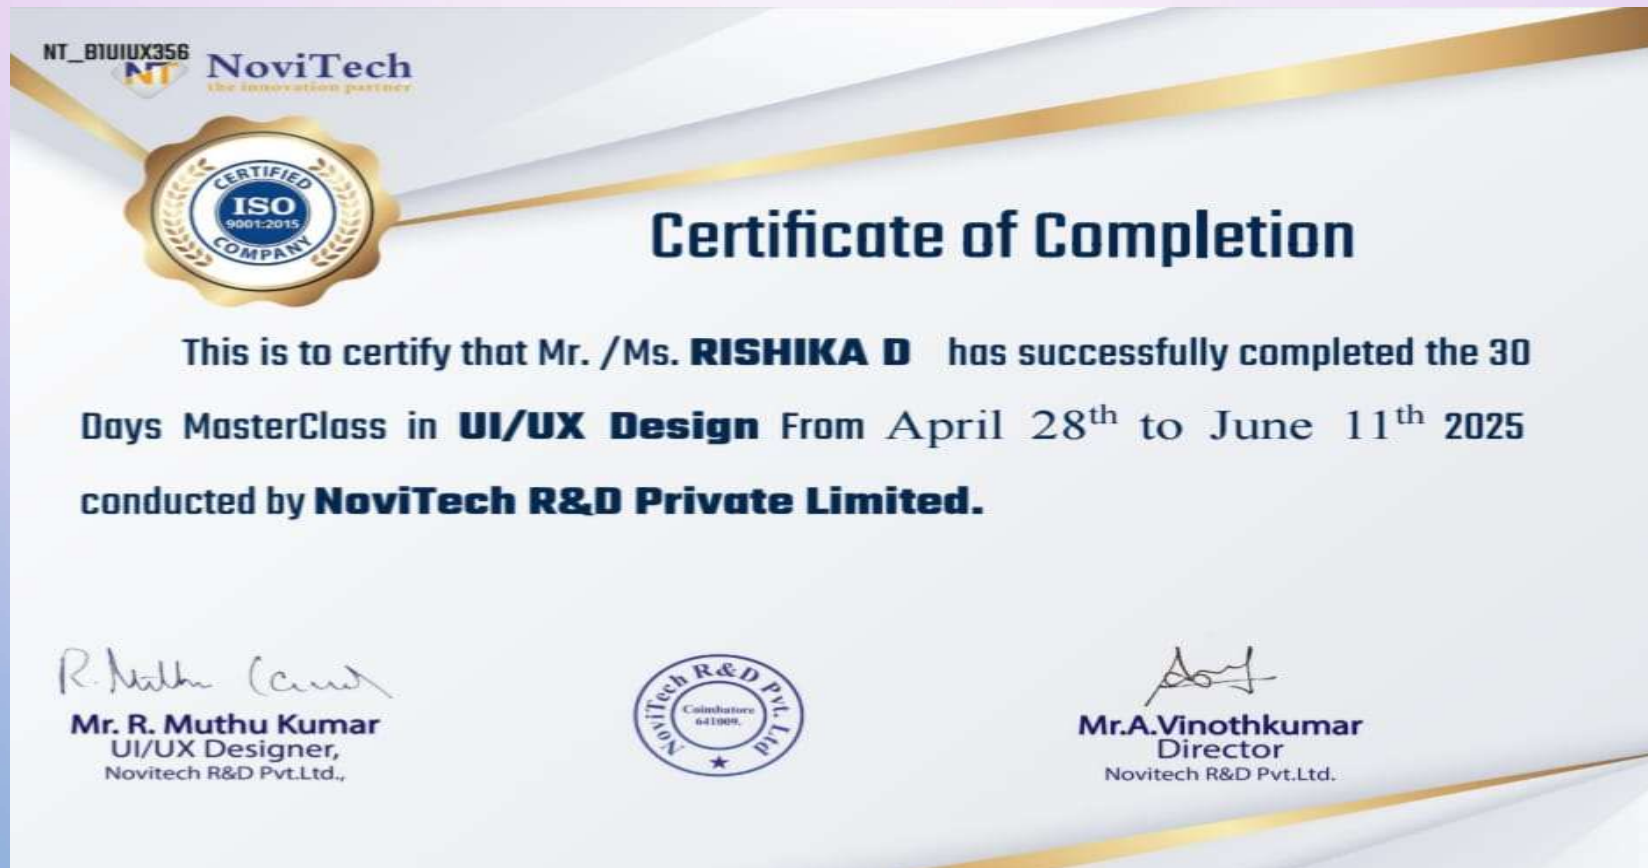 NT_B1UIUX356
NT NoviTech
the innovation partner
CERTIFIED
ISO
9001:2015
COMPANY
Certificate of Completion
This is to certify that Mr. /Ms. RISHIKA D has successfully completed the 30
Days MasterClass in UI/UX Design From April 28th to June 11th 2025
conducted by NoviTech R&D Private Limited.
R. Muthu Kumar
Mr. R. Muthu Kumar
UI/UX Designer,
Novitech R&D Pvt.Ltd.,
NoviTech R&D Pvt. Ltd
Coimbatore
641009.
Mr.A.Vinothkumar
Director
Novitech R&D Pvt.Ltd.